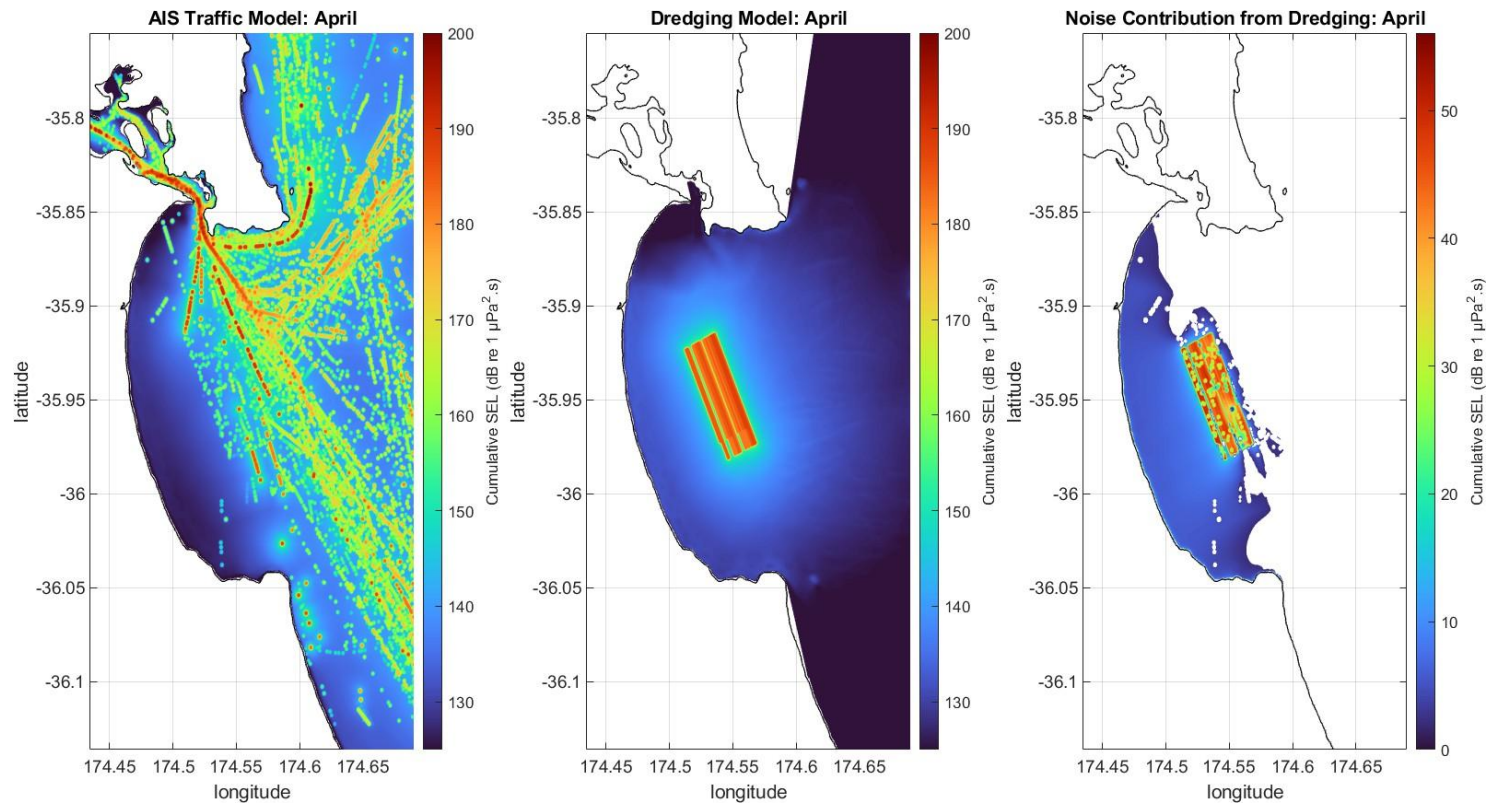 AIS Traffic Model: April
-35.8
-35.85
-35.9
-35.95
-36
-36.05
-36.1
latitude
174.45 174.5 174.55 174.6 174.65
longitude
200
190
180
170
160
150
140
130
Cumulative SEL (dB re 1 μPa².s)
Dredging Model: April
-35.8
-35.85
-35.9
-35.95
-36
-36.05
-36.1
latitude
174.45 174.5 174.55 174.6 174.65
longitude
200
190
180
170
160
150
140
130
Cumulative SEL (dB re 1 μPa².s)
Noise Contribution from Dredging: April
-35.8
-35.85
-35.9
-35.95
-36
-36.05
-36.1
latitude
174.45 174.5 174.55 174.6 174.65
longitude
50
40
30
20
10
0
Cumulative SEL (dB re 1 μPa².s)